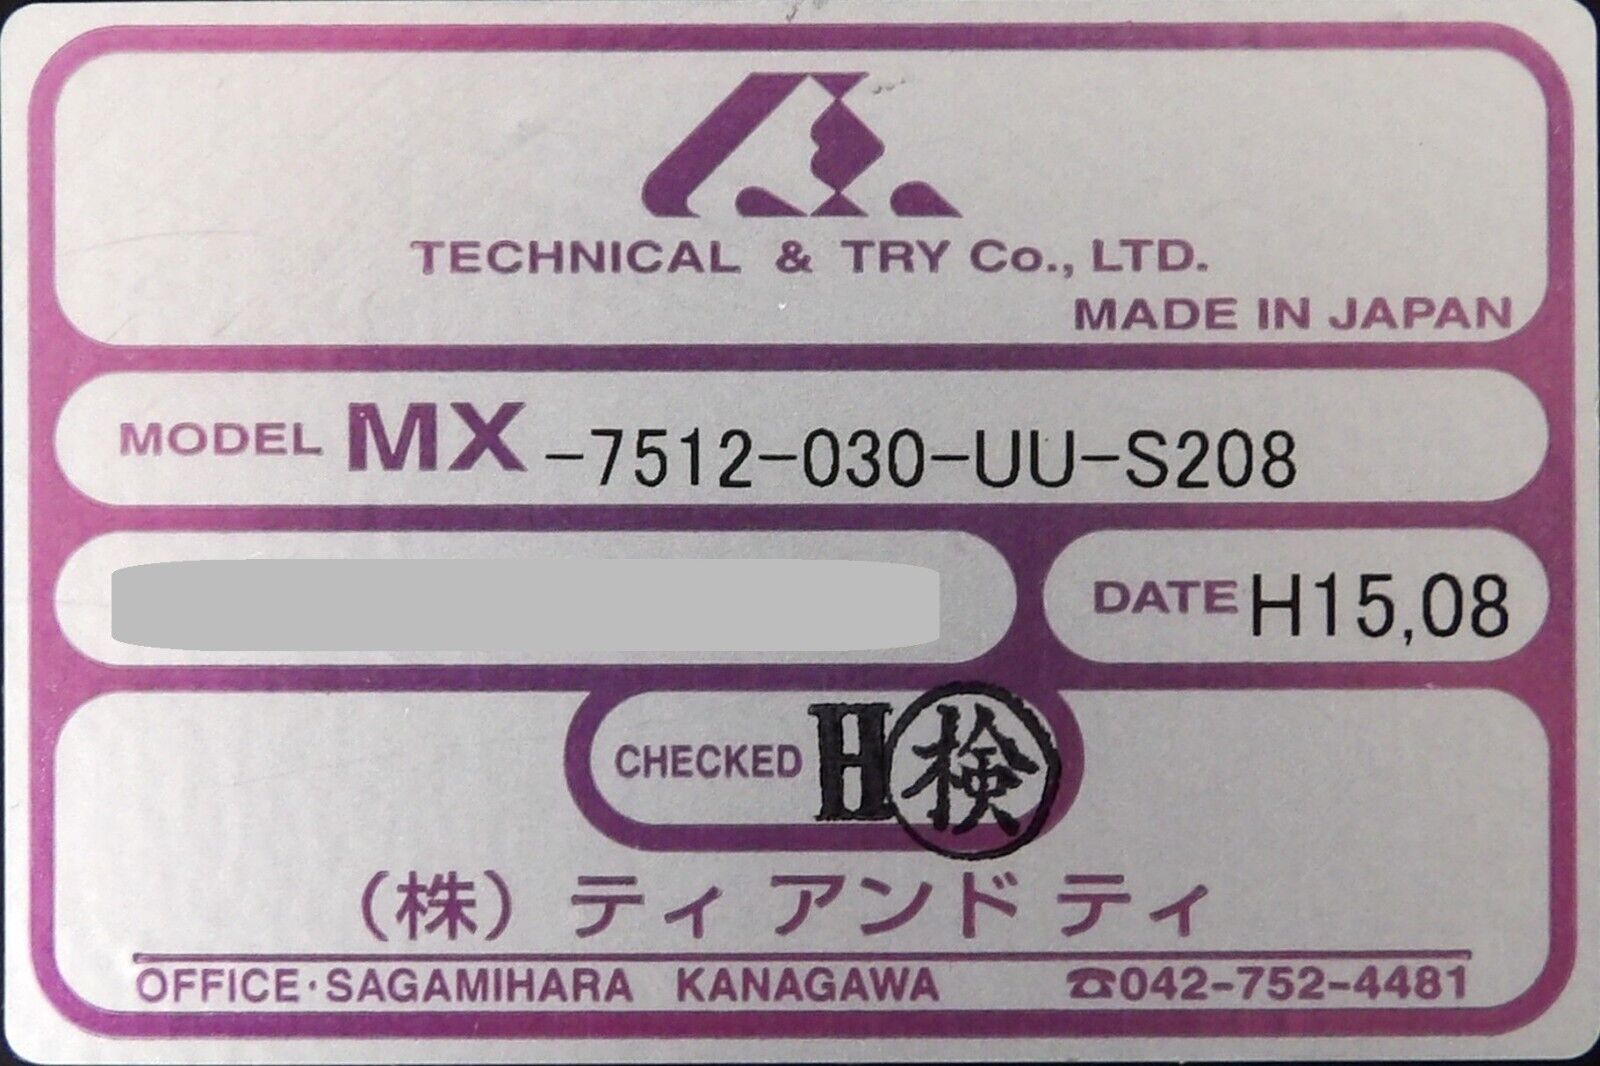 TECHNICAL & TRY Co., LTD.
MADE IN JAPAN
MODEL MX -7512-030-UU-S208
DATE H15,08
CHECKED H 検
(株) ティ アンド ティ
OFFICE・SAGAMIHARA KANAGAWA ☎042-752-4481